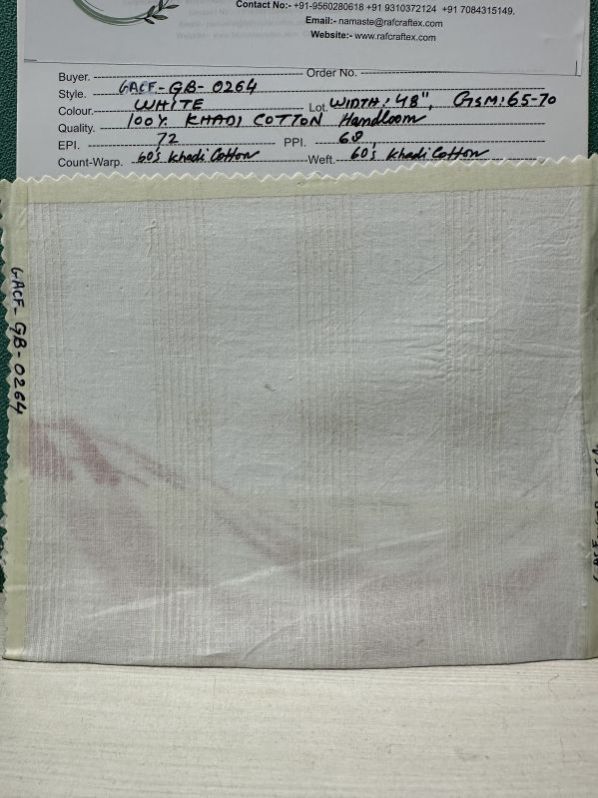 Contact No:- +91-9560280618 +91 9310372124 +91 7084315149.
Email:- namaste@rafcraftex.com
Website:- www.rafcraftex.com
Buyer. Order No.
Style. GACF-GB-0264
Colour. WHITE Lot. WIDTH: 48", GSM: 65-70
Quality. 100% KHADI COTTON Handloom
EPI. 72 PPI. 68
Count-Warp. 60's Khadi Cotton Weft. 60's Khadi Cotton
GACF-GB-0264